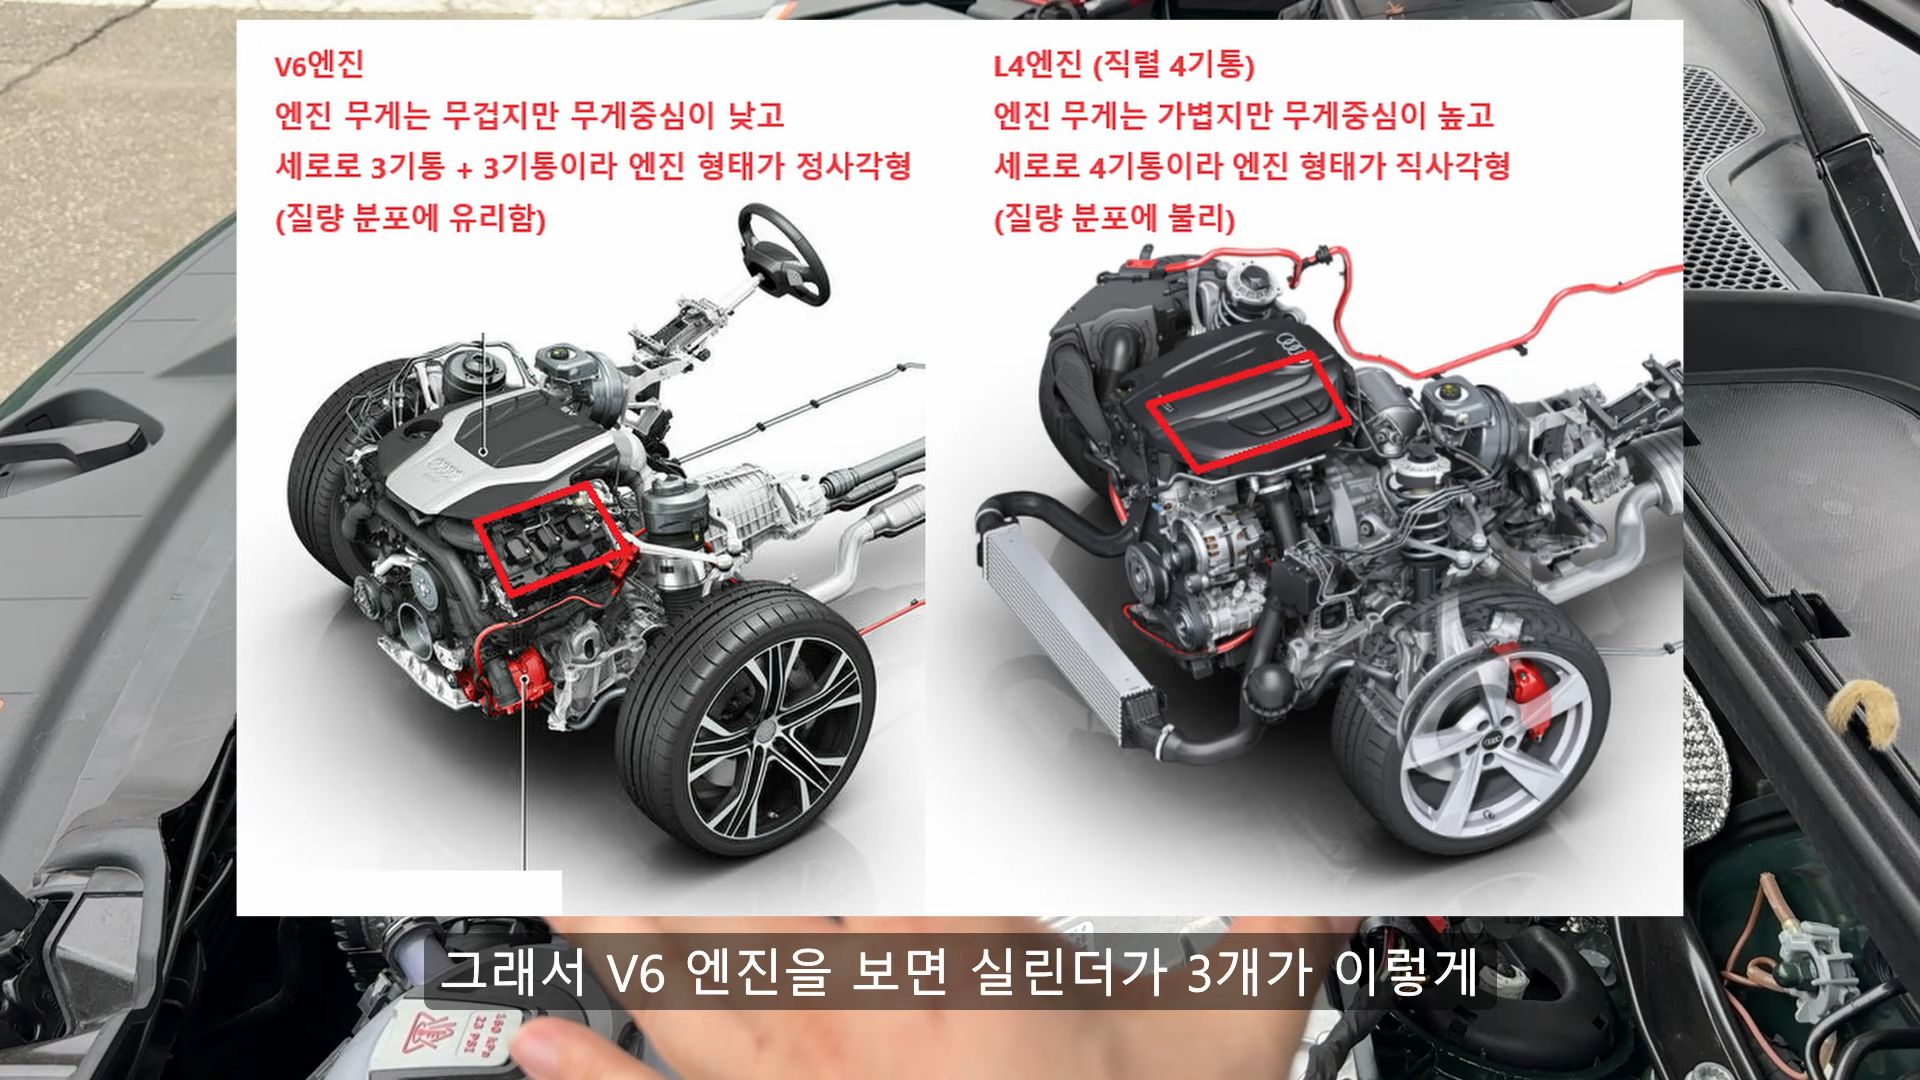 V6엔진
엔진 무게는 무겁지만 무게중심이 낮고
세로로 3기통 + 3기통이라 엔진 형태가 정사각형
(질량 분포에 유리함)
L4엔진 (직렬 4기통)
엔진 무게는 가볍지만 무게중심이 높고
세로로 4기통이라 엔진 형태가 직사각형
(질량 분포에 불리)
그래서 V6 엔진을 보면 실린더가 3개가 이렇게
160 kPa
23 PSI